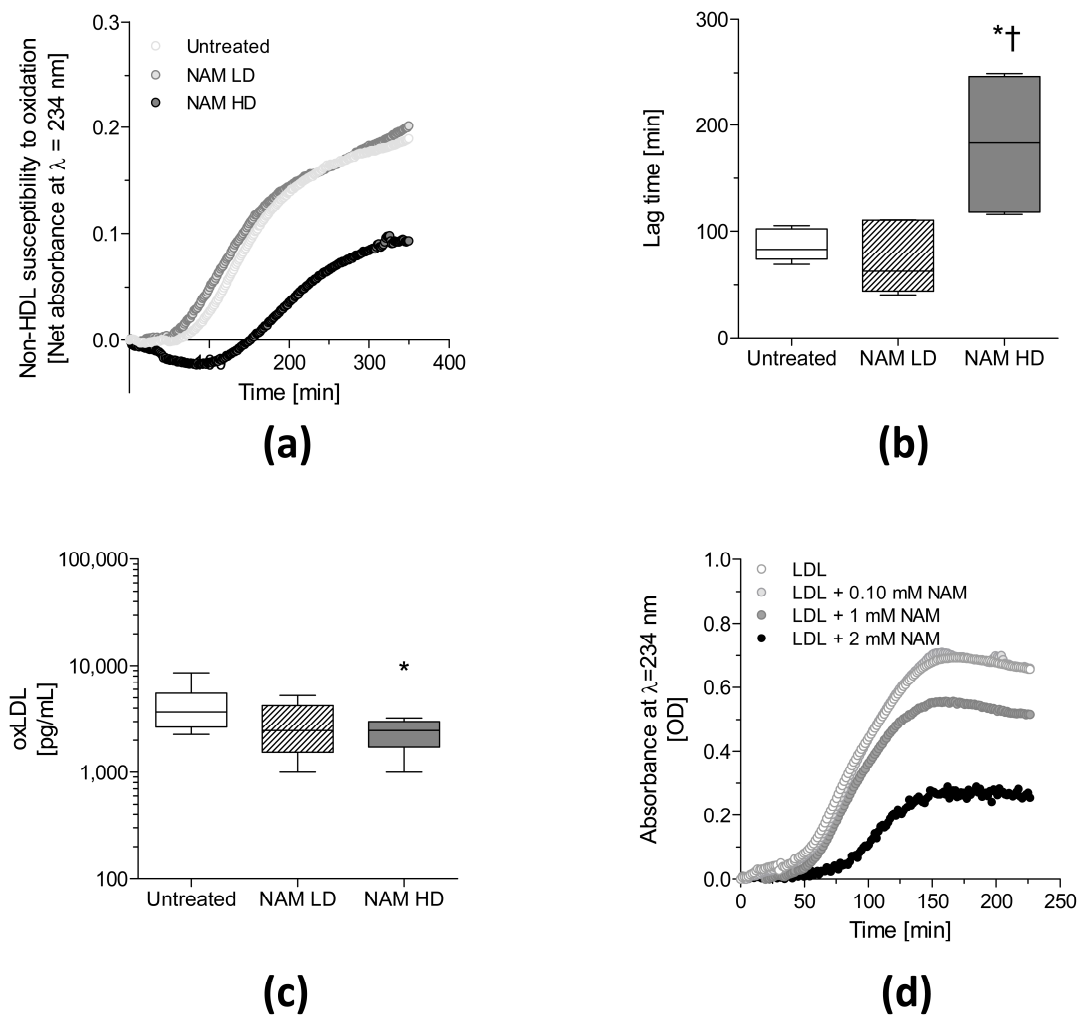 Non-HDL susceptibility to oxidation
[Net absorbance at λ = 234 nm]
0.3
0.2
0.1
0.0
Untreated
NAM LD
NAM HD
100
200
300
400
Time [min]
(a)
Lag time [min]
300
200
100
0
*†
Untreated
NAM LD
NAM HD
(b)
oxLDL
[pg/mL]
100,000
10,000
1,000
100
*
Untreated
NAM LD
NAM HD
(c)
Absorbance at λ=234 nm
[OD]
1.0
0.8
0.6
0.4
0.2
0.0
LDL
LDL + 0.10 mM NAM
LDL + 1 mM NAM
LDL + 2 mM NAM
0
50
100
150
200
250
Time [min]
(d)